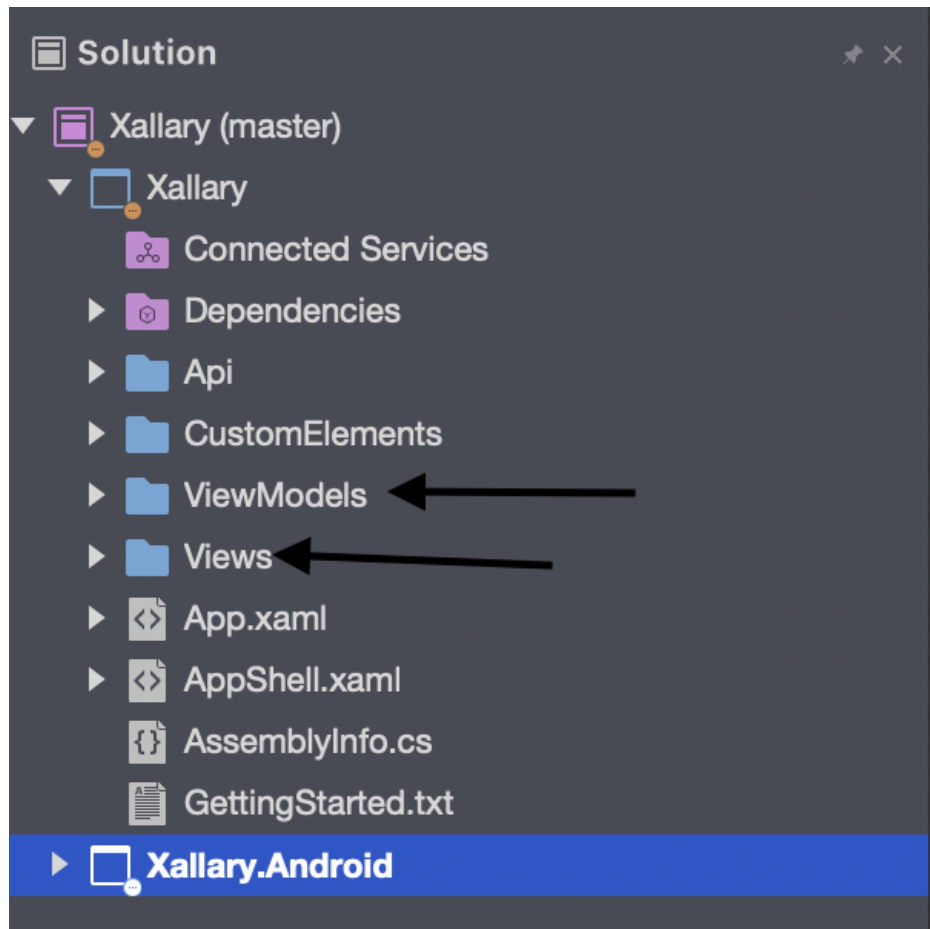 Solution
Xallary (master)
Xallary
Connected Services
Dependencies
Api
CustomElements
ViewModels
Views
App.xaml
AppShell.xaml
AssemblyInfo.cs
GettingStarted.txt
Xallary.Android